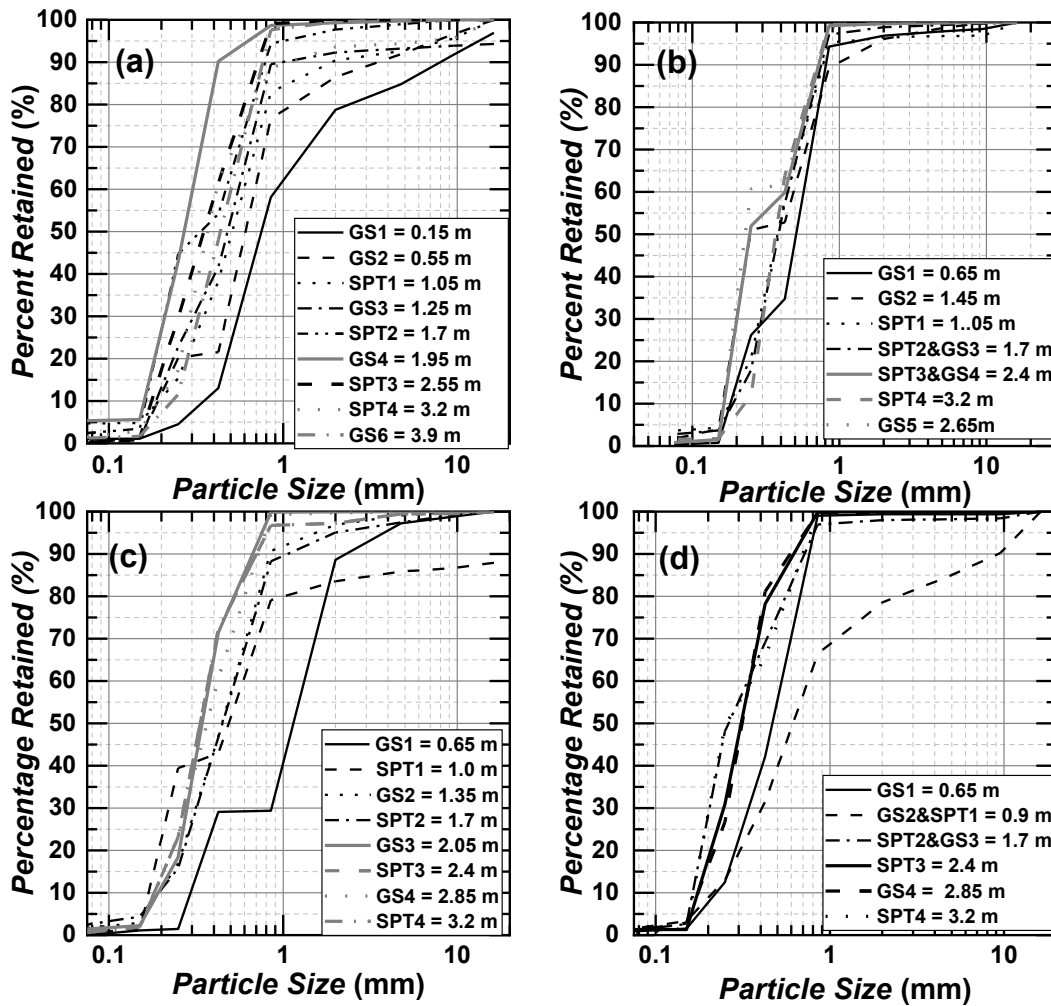 (a)
Percent Retained (%)
100
90
80
70
60
50
40
30
20
10
0
GS1 = 0.15 m
GS2 = 0.55 m
SPT1 = 1.05 m
GS3 = 1.25 m
SPT2 = 1.7 m
GS4 = 1.95 m
SPT3 = 2.55 m
SPT4 = 3.2 m
GS6 = 3.9 m
0.1 1 10
Particle Size (mm)
(b)
Percent Retained (%)
100
90
80
70
60
50
40
30
20
10
0
GS1 = 0.65 m
GS2 = 1.45 m
SPT1 = 1..05 m
SPT2&GS3 = 1.7 m
SPT3&GS4 = 2.4 m
SPT4 =3.2 m
GS5 = 2.65m
0.1 1 10
Particle Size (mm)
(c)
Percentage Retained (%)
100
90
80
70
60
50
40
30
20
10
0
GS1 = 0.65 m
SPT1 = 1.0 m
GS2 = 1.35 m
SPT2 = 1.7 m
GS3 = 2.05 m
SPT3 = 2.4 m
GS4 = 2.85 m
SPT4 = 3.2 m
0.1 1 10
Particle Size (mm)
(d)
Percentage Retained (%)
100
90
80
70
60
50
40
30
20
10
0
GS1 = 0.65 m
GS2&SPT1 = 0.9 m
SPT2&GS3 = 1.7 m
SPT3 = 2.4 m
GS4 = 2.85 m
SPT4 = 3.2 m
0.1 1 10
Particle Size (mm)